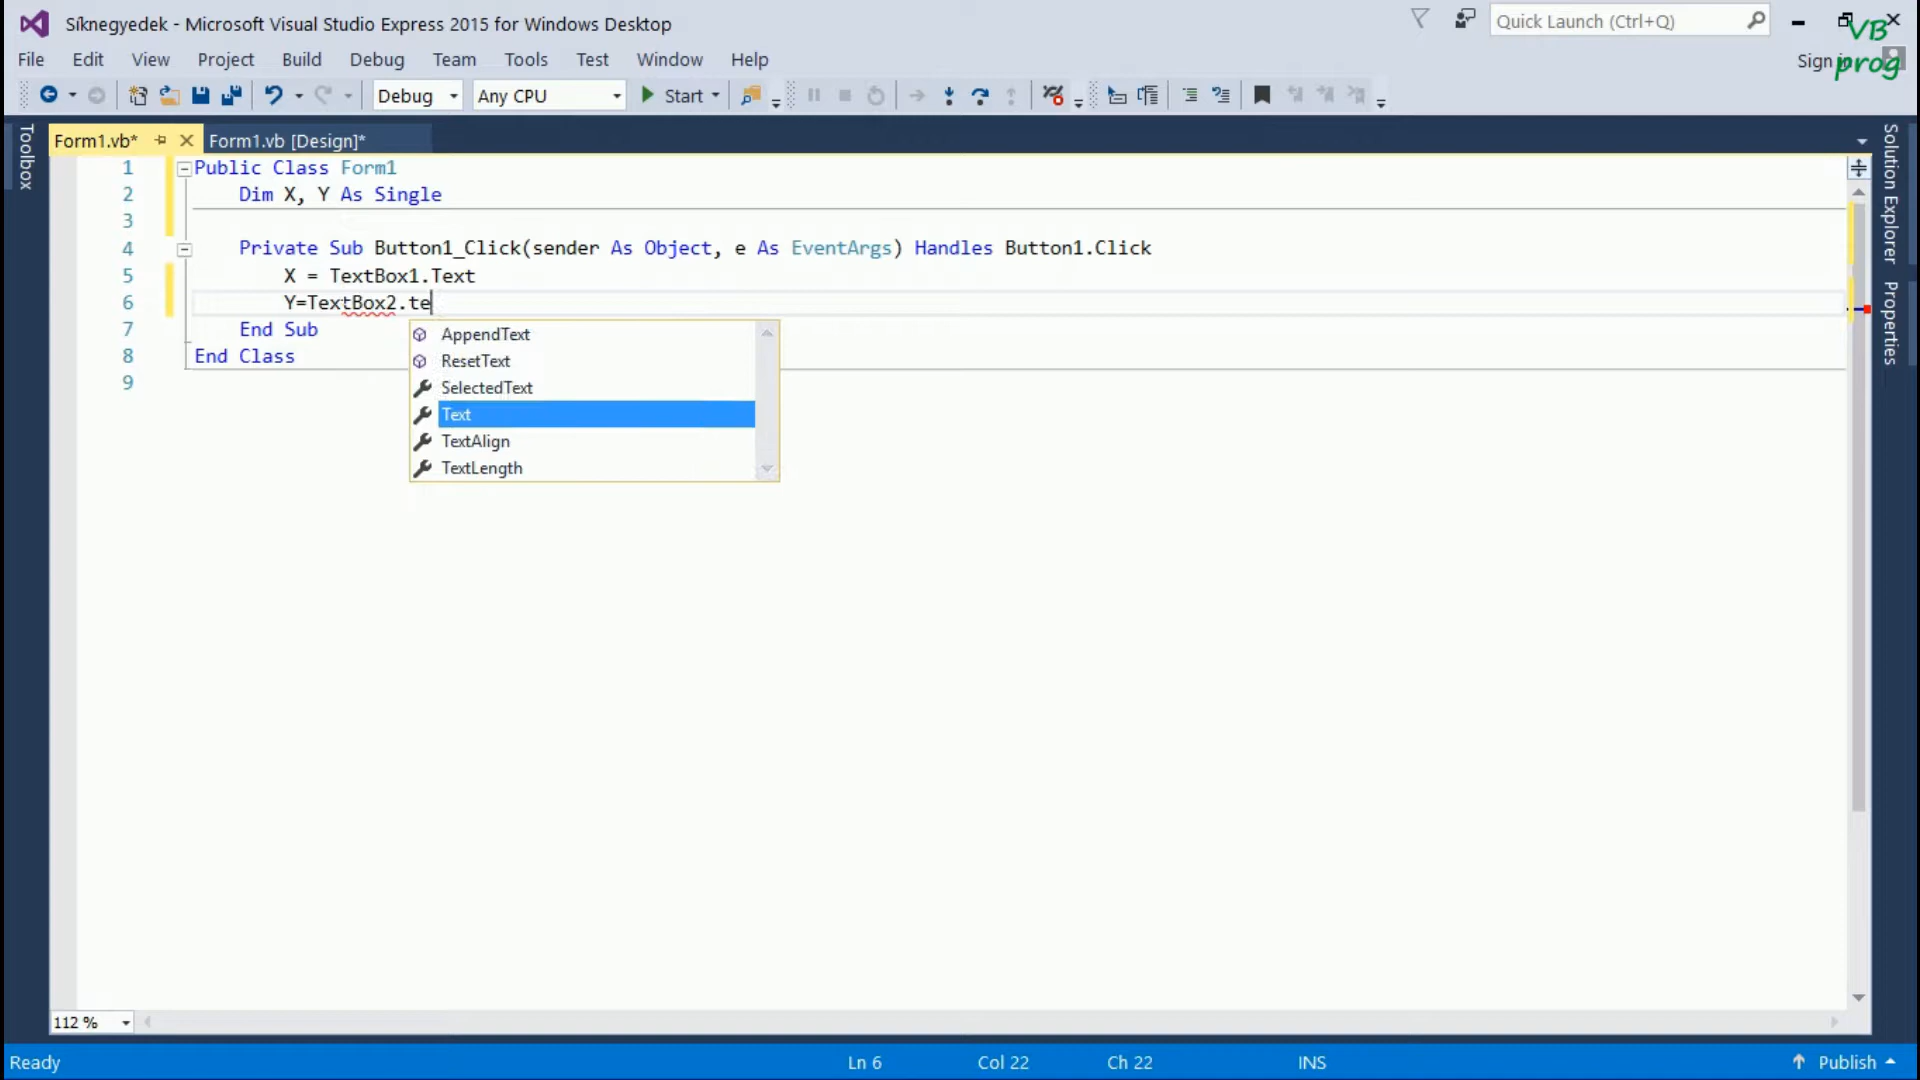 Síknegyedek - Microsoft Visual Studio Express 2015 for Windows Desktop
Quick Launch (Ctrl+Q)
VB
prog
File Edit View Project Build Debug Team Tools Test Window Help
Sign
Debug Any CPU Start
Toolbox
Form1.vb* Form1.vb [Design]*
Solution Explorer
Properties
1 Public Class Form1
2 Dim X, Y As Single
3
4 Private Sub Button1_Click(sender As Object, e As EventArgs) Handles Button1.Click
5 X = TextBox1.Text
6 Y=TextBox2.te
7 End Sub
8 End Class
9
AppendText
ResetText
SelectedText
Text
TextAlign
TextLength
112 %
Ready Ln 6 Col 22 Ch 22 INS Publish